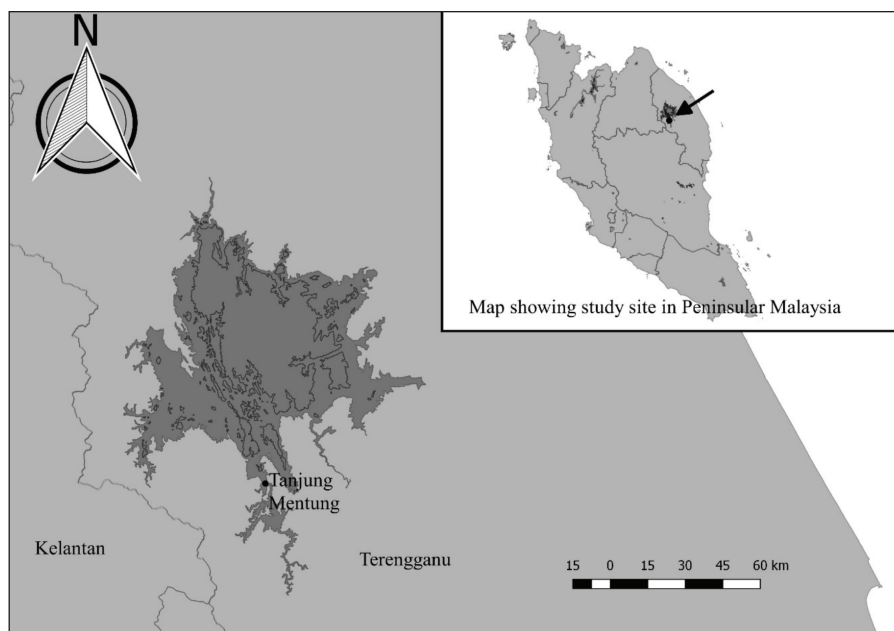 N
Map showing study site in Peninsular Malaysia
Tanjung
Mentung
Kelantan
Terengganu
15 0 15 30 45 60 km